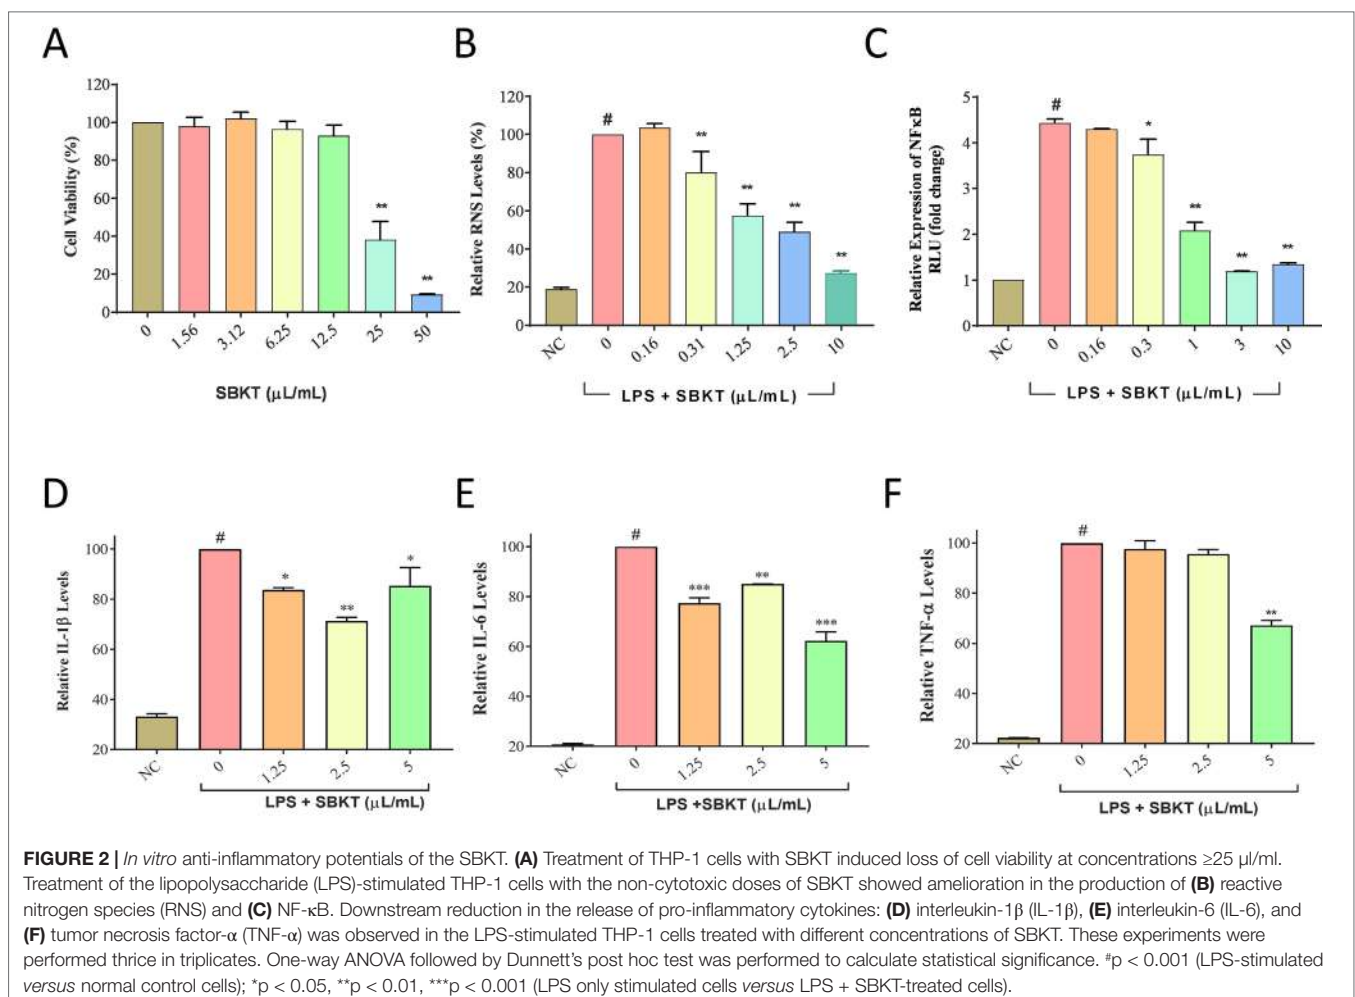 A
120
100
80
60
40
20
0
Cell Viability (%)
** **
0 1.56 3.12 6.25 12.5 25 50
SBKT (μL/mL)
B
120
100
80
60
40
20
0
Relative RNS Levels (%)
# ** ** ** **
NC 0 0.16 0.31 1.25 2.5 10
LPS + SBKT (μL/mL)
C
5
4
3
2
1
0
Relative Expression of NFκB
RLU (fold change)
# * ** ** **
NC 0 0.16 0.3 1 3 10
LPS + SBKT (μL/mL)
D
100
80
60
40
20
Relative IL-1β Levels
# * ** *
NC 0 1.25 2.5 5
LPS + SBKT (μL/mL)
E
100
80
60
40
20
Relative IL-6 Levels
# *** ** ***
NC 0 1.25 2.5 5
LPS +SBKT (μL/mL)
F
100
80
60
40
20
Relative TNF-α Levels
# **
NC 0 1.25 2.5 5
LPS + SBKT (μL/mL)
FIGURE 2 | In vitro anti-inflammatory potentials of the SBKT. (A) Treatment of THP-1 cells with SBKT induced loss of cell viability at concentrations ≥25 µl/ml.
Treatment of the lipopolysaccharide (LPS)-stimulated THP-1 cells with the non-cytotoxic doses of SBKT showed amelioration in the production of (B) reactive
nitrogen species (RNS) and (C) NF-κB. Downstream reduction in the release of pro-inflammatory cytokines: (D) interleukin-1β (IL-1β), (E) interleukin-6 (IL-6), and
(F) tumor necrosis factor-α (TNF-α) was observed in the LPS-stimulated THP-1 cells treated with different concentrations of SBKT. These experiments were
performed thrice in triplicates. One-way ANOVA followed by Dunnett's post hoc test was performed to calculate statistical significance. #p < 0.001 (LPS-stimulated
versus normal control cells); *p < 0.05, **p < 0.01, ***p < 0.001 (LPS only stimulated cells versus LPS + SBKT-treated cells).